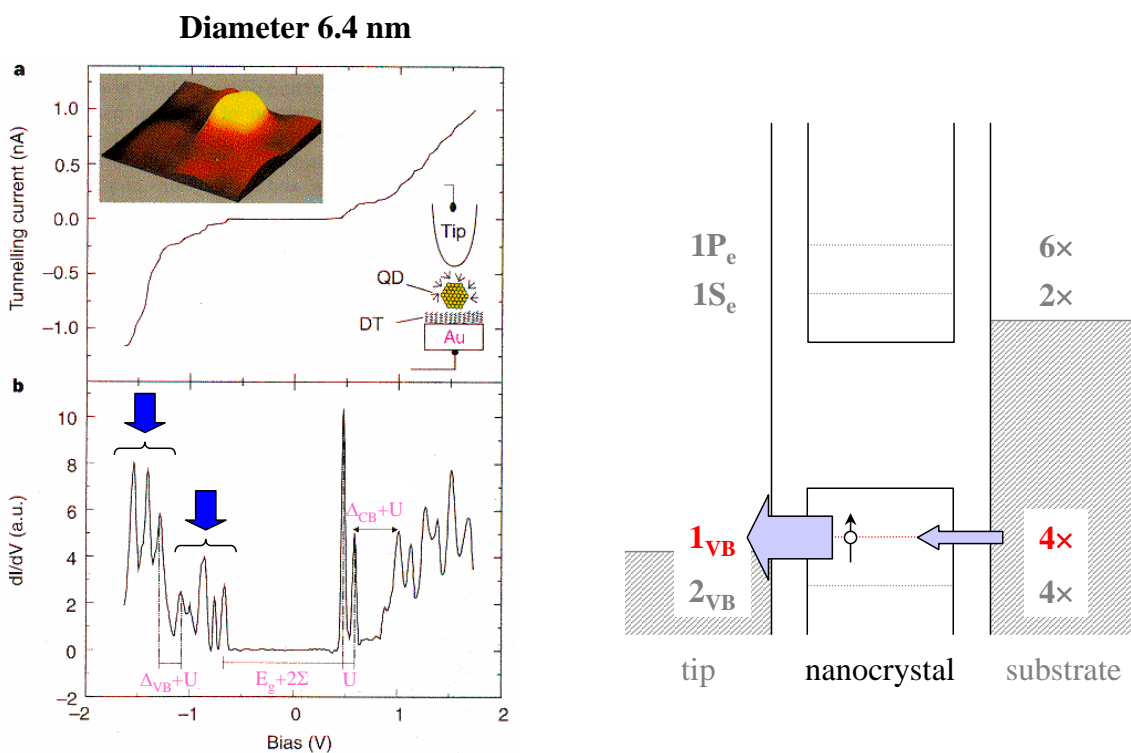 Diameter 6.4 nm
a
Tunnelling current (nA)
1.0
0.5
0.0
−0.5
−1.0
Tip
QD
DT
Au
b
dI/dV (a.u.)
10
8
6
4
2
0
−2
Δ_CB+U
Δ_VB+U
E_g+2Σ
U
−2
−1
0
1
2
Bias (V)
1P_e
6×
1S_e
2×
1_VB
4×
2_VB
4×
tip
nanocrystal
substrate